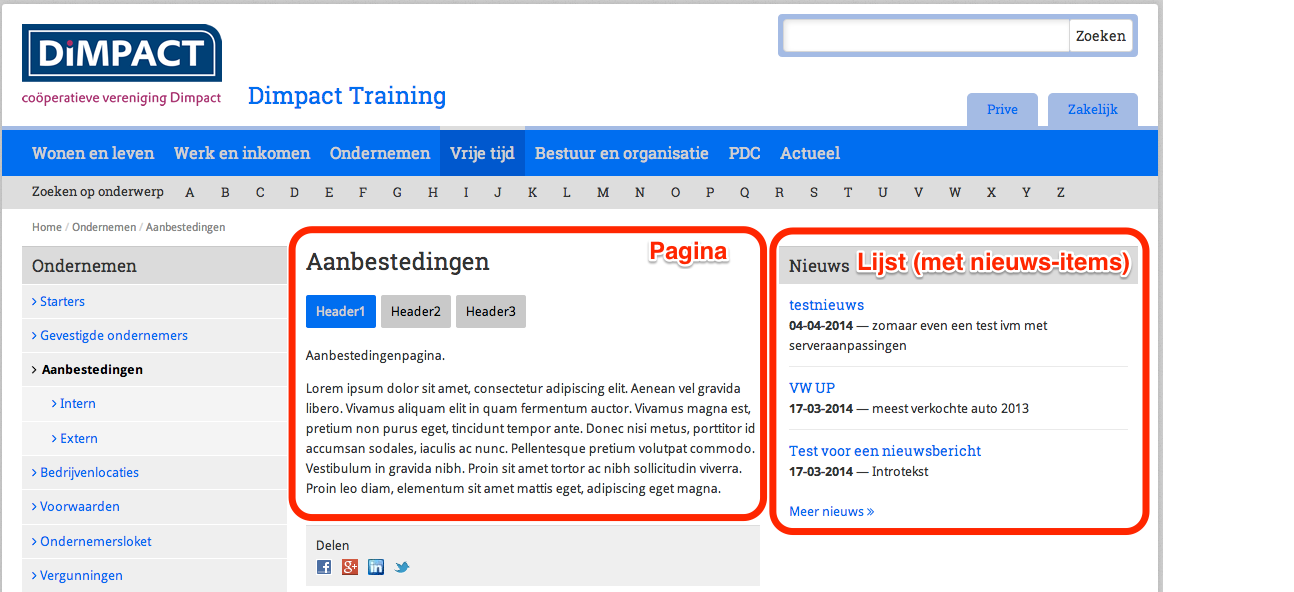 DiMPACT
coöperatieve vereniging Dimpact
Dimpact Training
Zoeken
Prive Zakelijk
Wonen en leven Werk en inkomen Ondernemen Vrije tijd Bestuur en organisatie PDC Actueel
Zoeken op onderwerp A B C D E F G H I J K L M N O P Q R S T U V W X Y Z
Home / Ondernemen / Aanbestedingen
Ondernemen
> Starters
> Gevestigde ondernemers
> Aanbestedingen
> Intern
> Extern
> Bedrijvenlocaties
> Voorwaarden
> Ondernemersloket
> Vergunningen
Pagina
Aanbestedingen
Header1 Header2 Header3
Aanbestedingenpagina.
Lorem ipsum dolor sit amet, consectetur adipiscing elit. Aenean vel gravida
libero. Vivamus aliquam elit in quam fermentum auctor. Vivamus magna est,
pretium non purus eget, tincidunt tempor ante. Donec nisi metus, porttitor id
accumsan sodales, iaculis ac nunc. Pellentesque pretium volutpat commodo.
Vestibulum in gravida nibh. Proin sit amet tortor ac nibh sollicitudin viverra.
Proin leo diam, elementum sit amet mattis eget, adipiscing eget magna.
Delen
f g+ in
Nieuws Lijst (met nieuws-items)
testnieuws
04-04-2014 — zomaar even een test ivm met
serveraanpassingen
VW UP
17-03-2014 — meest verkochte auto 2013
Test voor een nieuwsbericht
17-03-2014 — Introtekst
Meer nieuws »